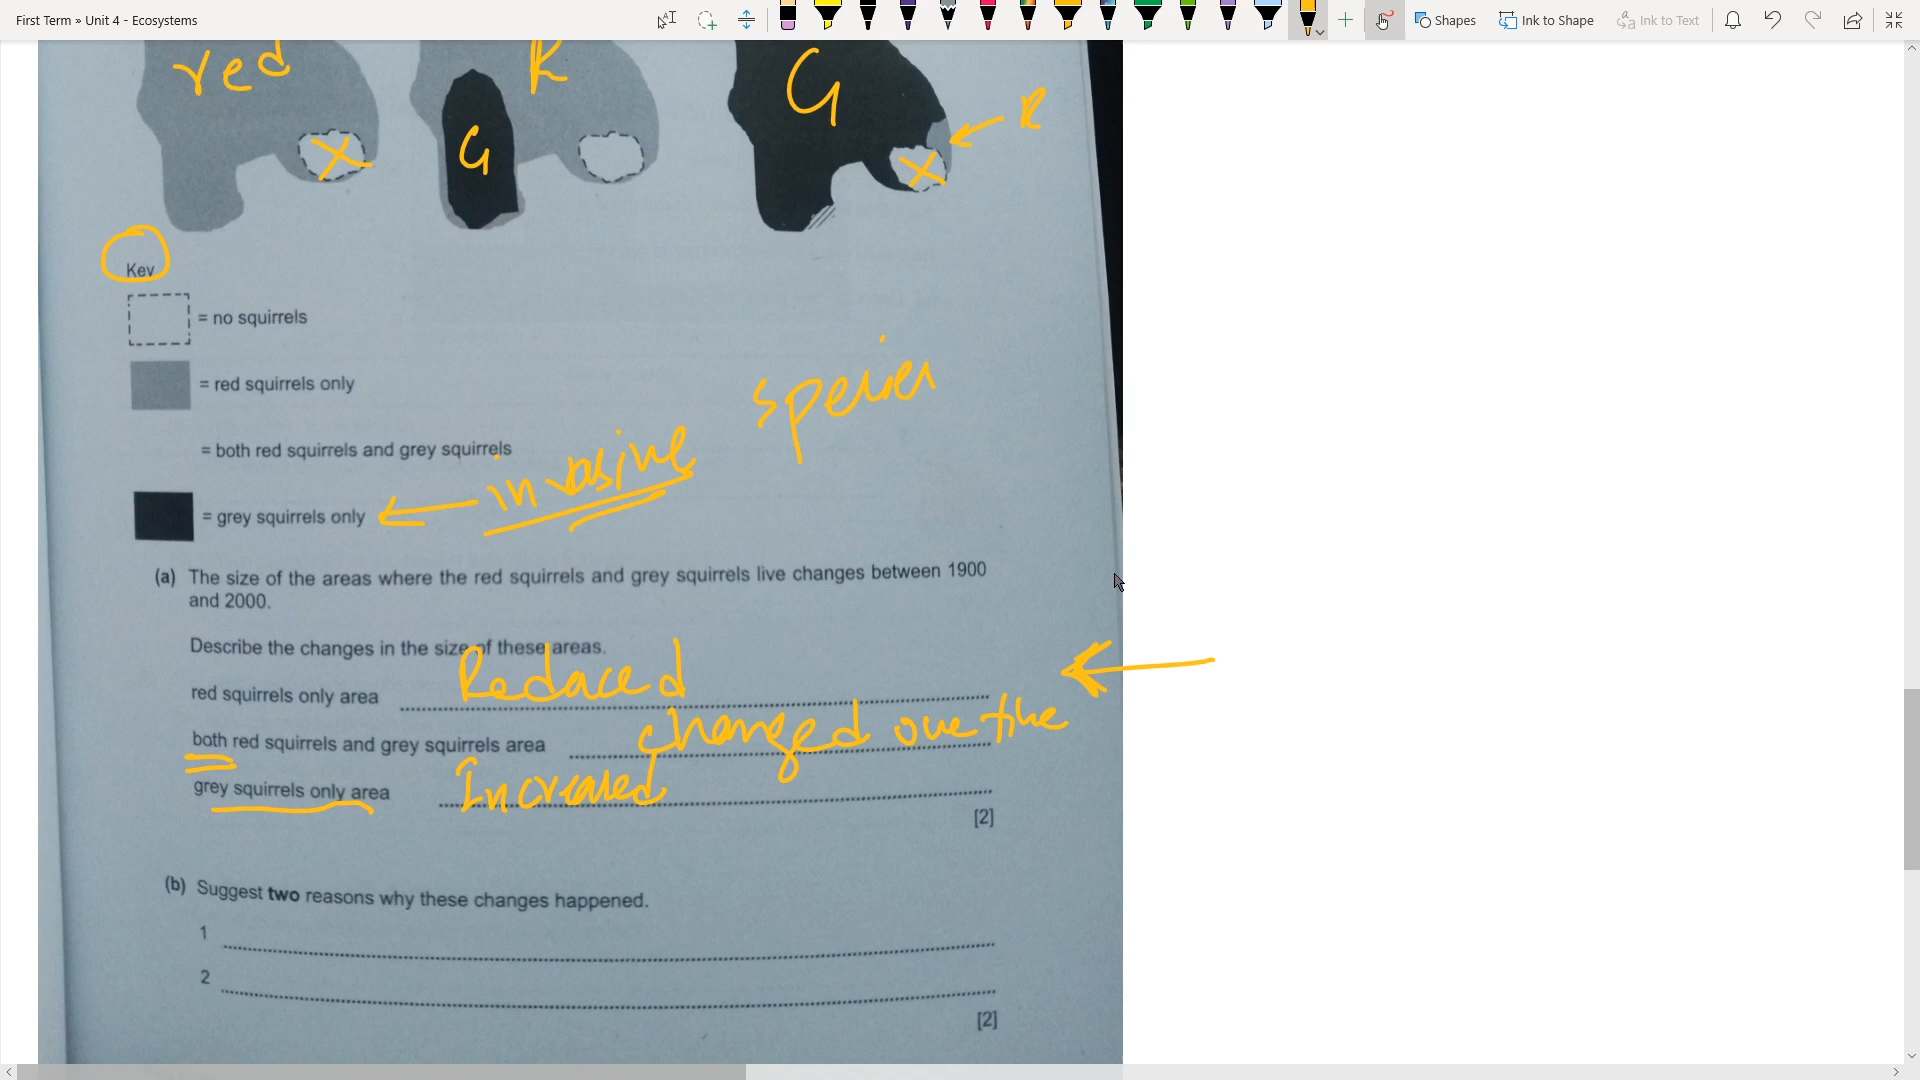 First Term » Unit 4 - Ecosystems
Shapes
Ink to Shape
Ink to Text
red
R
G
G
R
X
X
Key
= no squirrels
= red squirrels only
= both red squirrels and grey squirrels
= grey squirrels only
invasive species
(a) The size of the areas where the red squirrels and grey squirrels live changes between 1900
and 2000.
Describe the changes in the size of these areas.
red squirrels only area Reduced
both red squirrels and grey squirrels area changed over time
grey squirrels only area Increased
[2]
(b) Suggest two reasons why these changes happened.
1
2
[2]